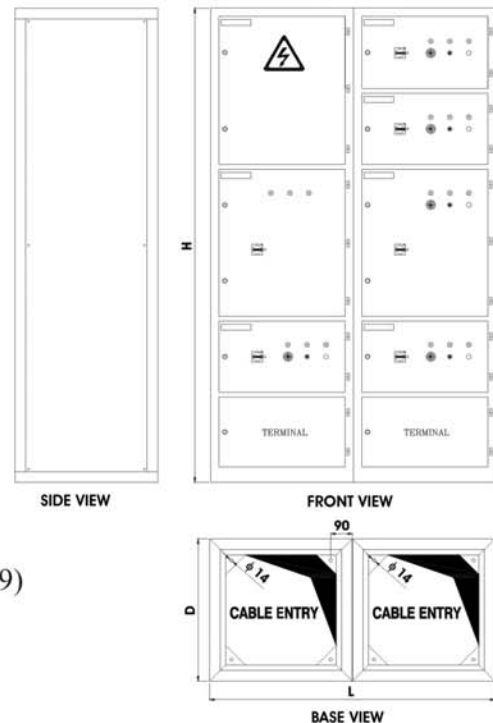 H
TERMINAL
TERMINAL
SIDE VIEW
FRONT VIEW
90
9)
ϕ 14
ϕ 14
D
CABLE ENTRY
CABLE ENTRY
L
BASE VIEW